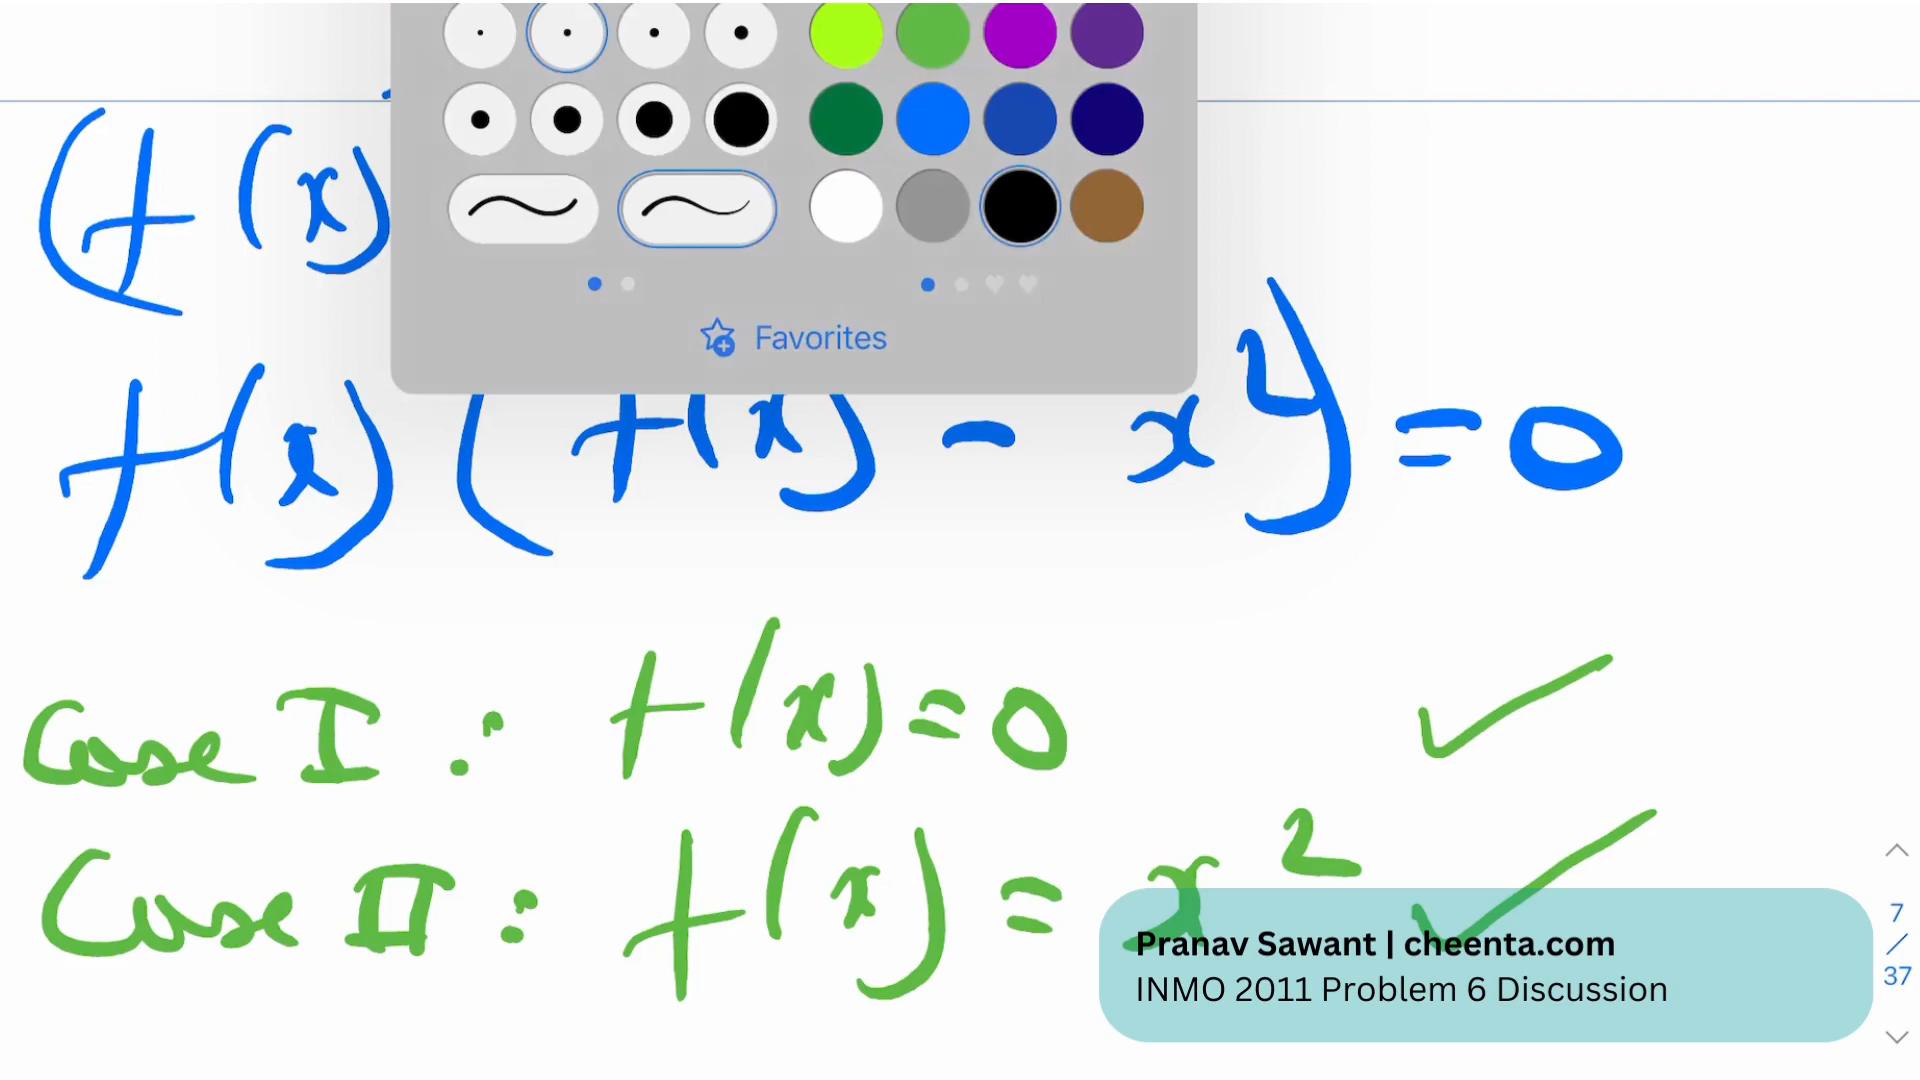 (f(x)
Favorites
f(x)(f(x) - x²) = 0
Case I : f(x) = 0 ✓
Case II : f(x) = x² ✓
Pranav Sawant | cheenta.com
INMO 2011 Problem 6 Discussion
7
/
37